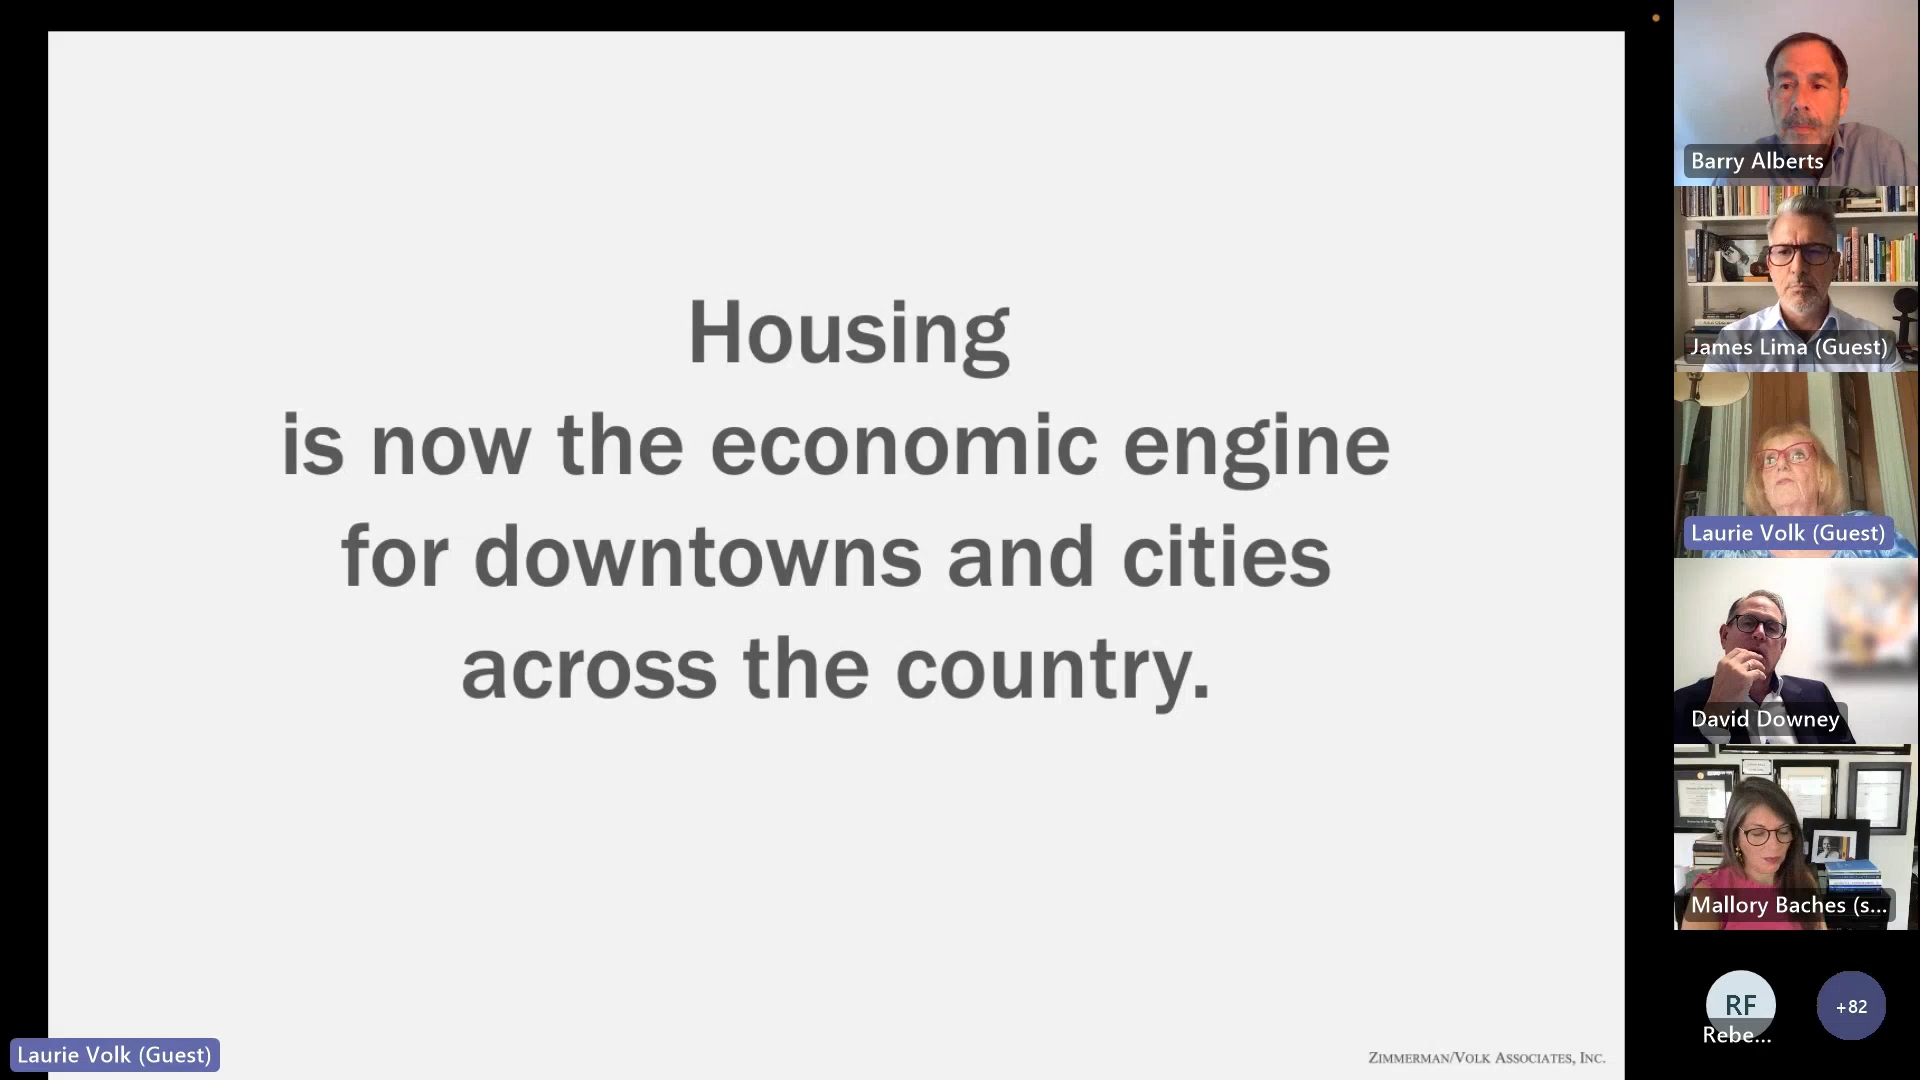 Housing
is now the economic engine
for downtowns and cities
across the country.
ZIMMERMAN/VOLK ASSOCIATES, INC.
Laurie Volk (Guest)
Barry Alberts
James Lima (Guest)
Laurie Volk (Guest)
David Downey
Mallory Baches (s...
RF
Rebe...
+82